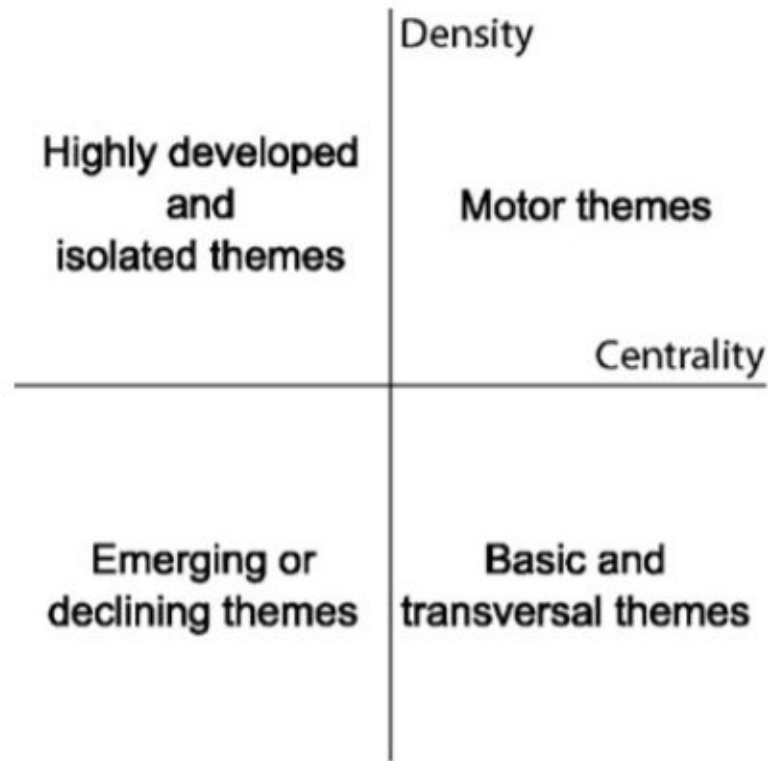 Density
Highly developed
and
isolated themes
Motor themes
Centrality
Emerging or
declining themes
Basic and
transversal themes